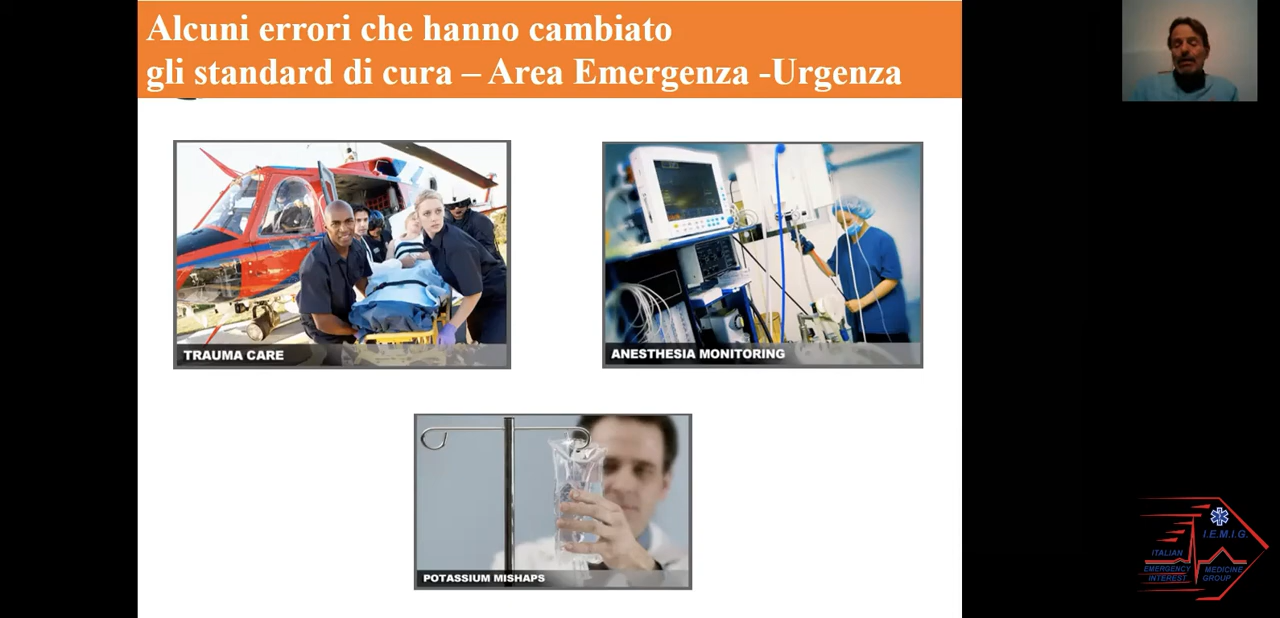 Alcuni errori che hanno cambiato
gli standard di cura – Area Emergenza -Urgenza
TRAUMA CARE
ANESTHESIA MONITORING
POTASSIUM MISHAPS
I.E.M.I.G.
ITALIAN
EMERGENCY
INTEREST
MEDICINE
GROUP